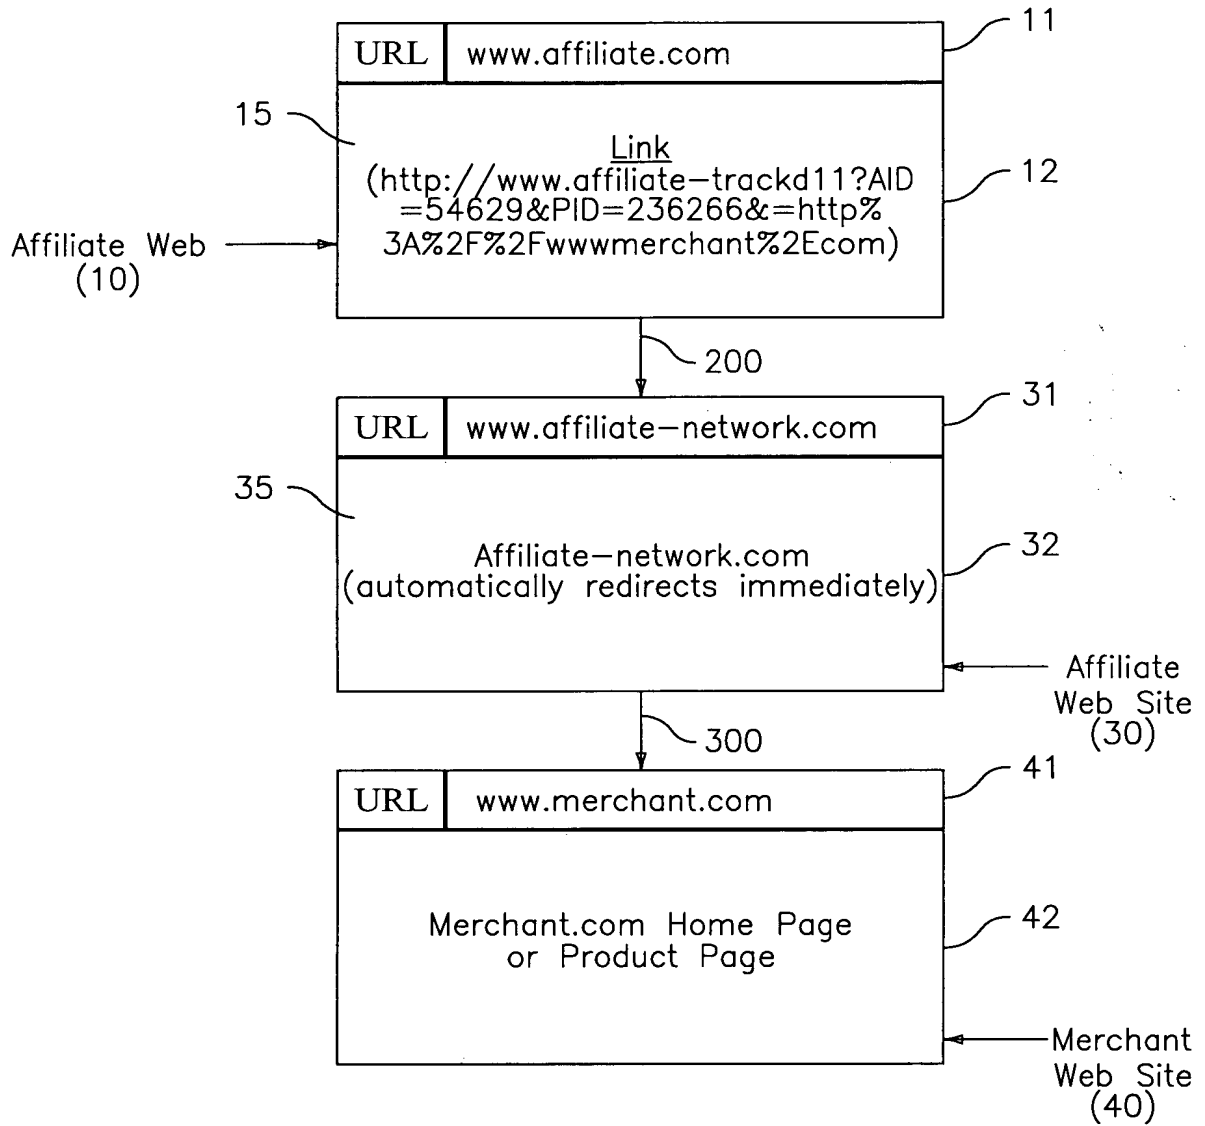 URL www.affiliate.com
11
15
Link
(http://www.affiliate-trackd11?AID
=54629&PID=236266&=http%
3A%2F%2Fwwwmerchant%2Ecom)
12
Affiliate Web
(10)
200
URL www.affiliate-network.com
31
35
Affiliate-network.com
(automatically redirects immediately)
32
Affiliate
Web Site
(30)
300
URL www.merchant.com
41
Merchant.com Home Page
or Product Page
42
Merchant
Web Site
(40)